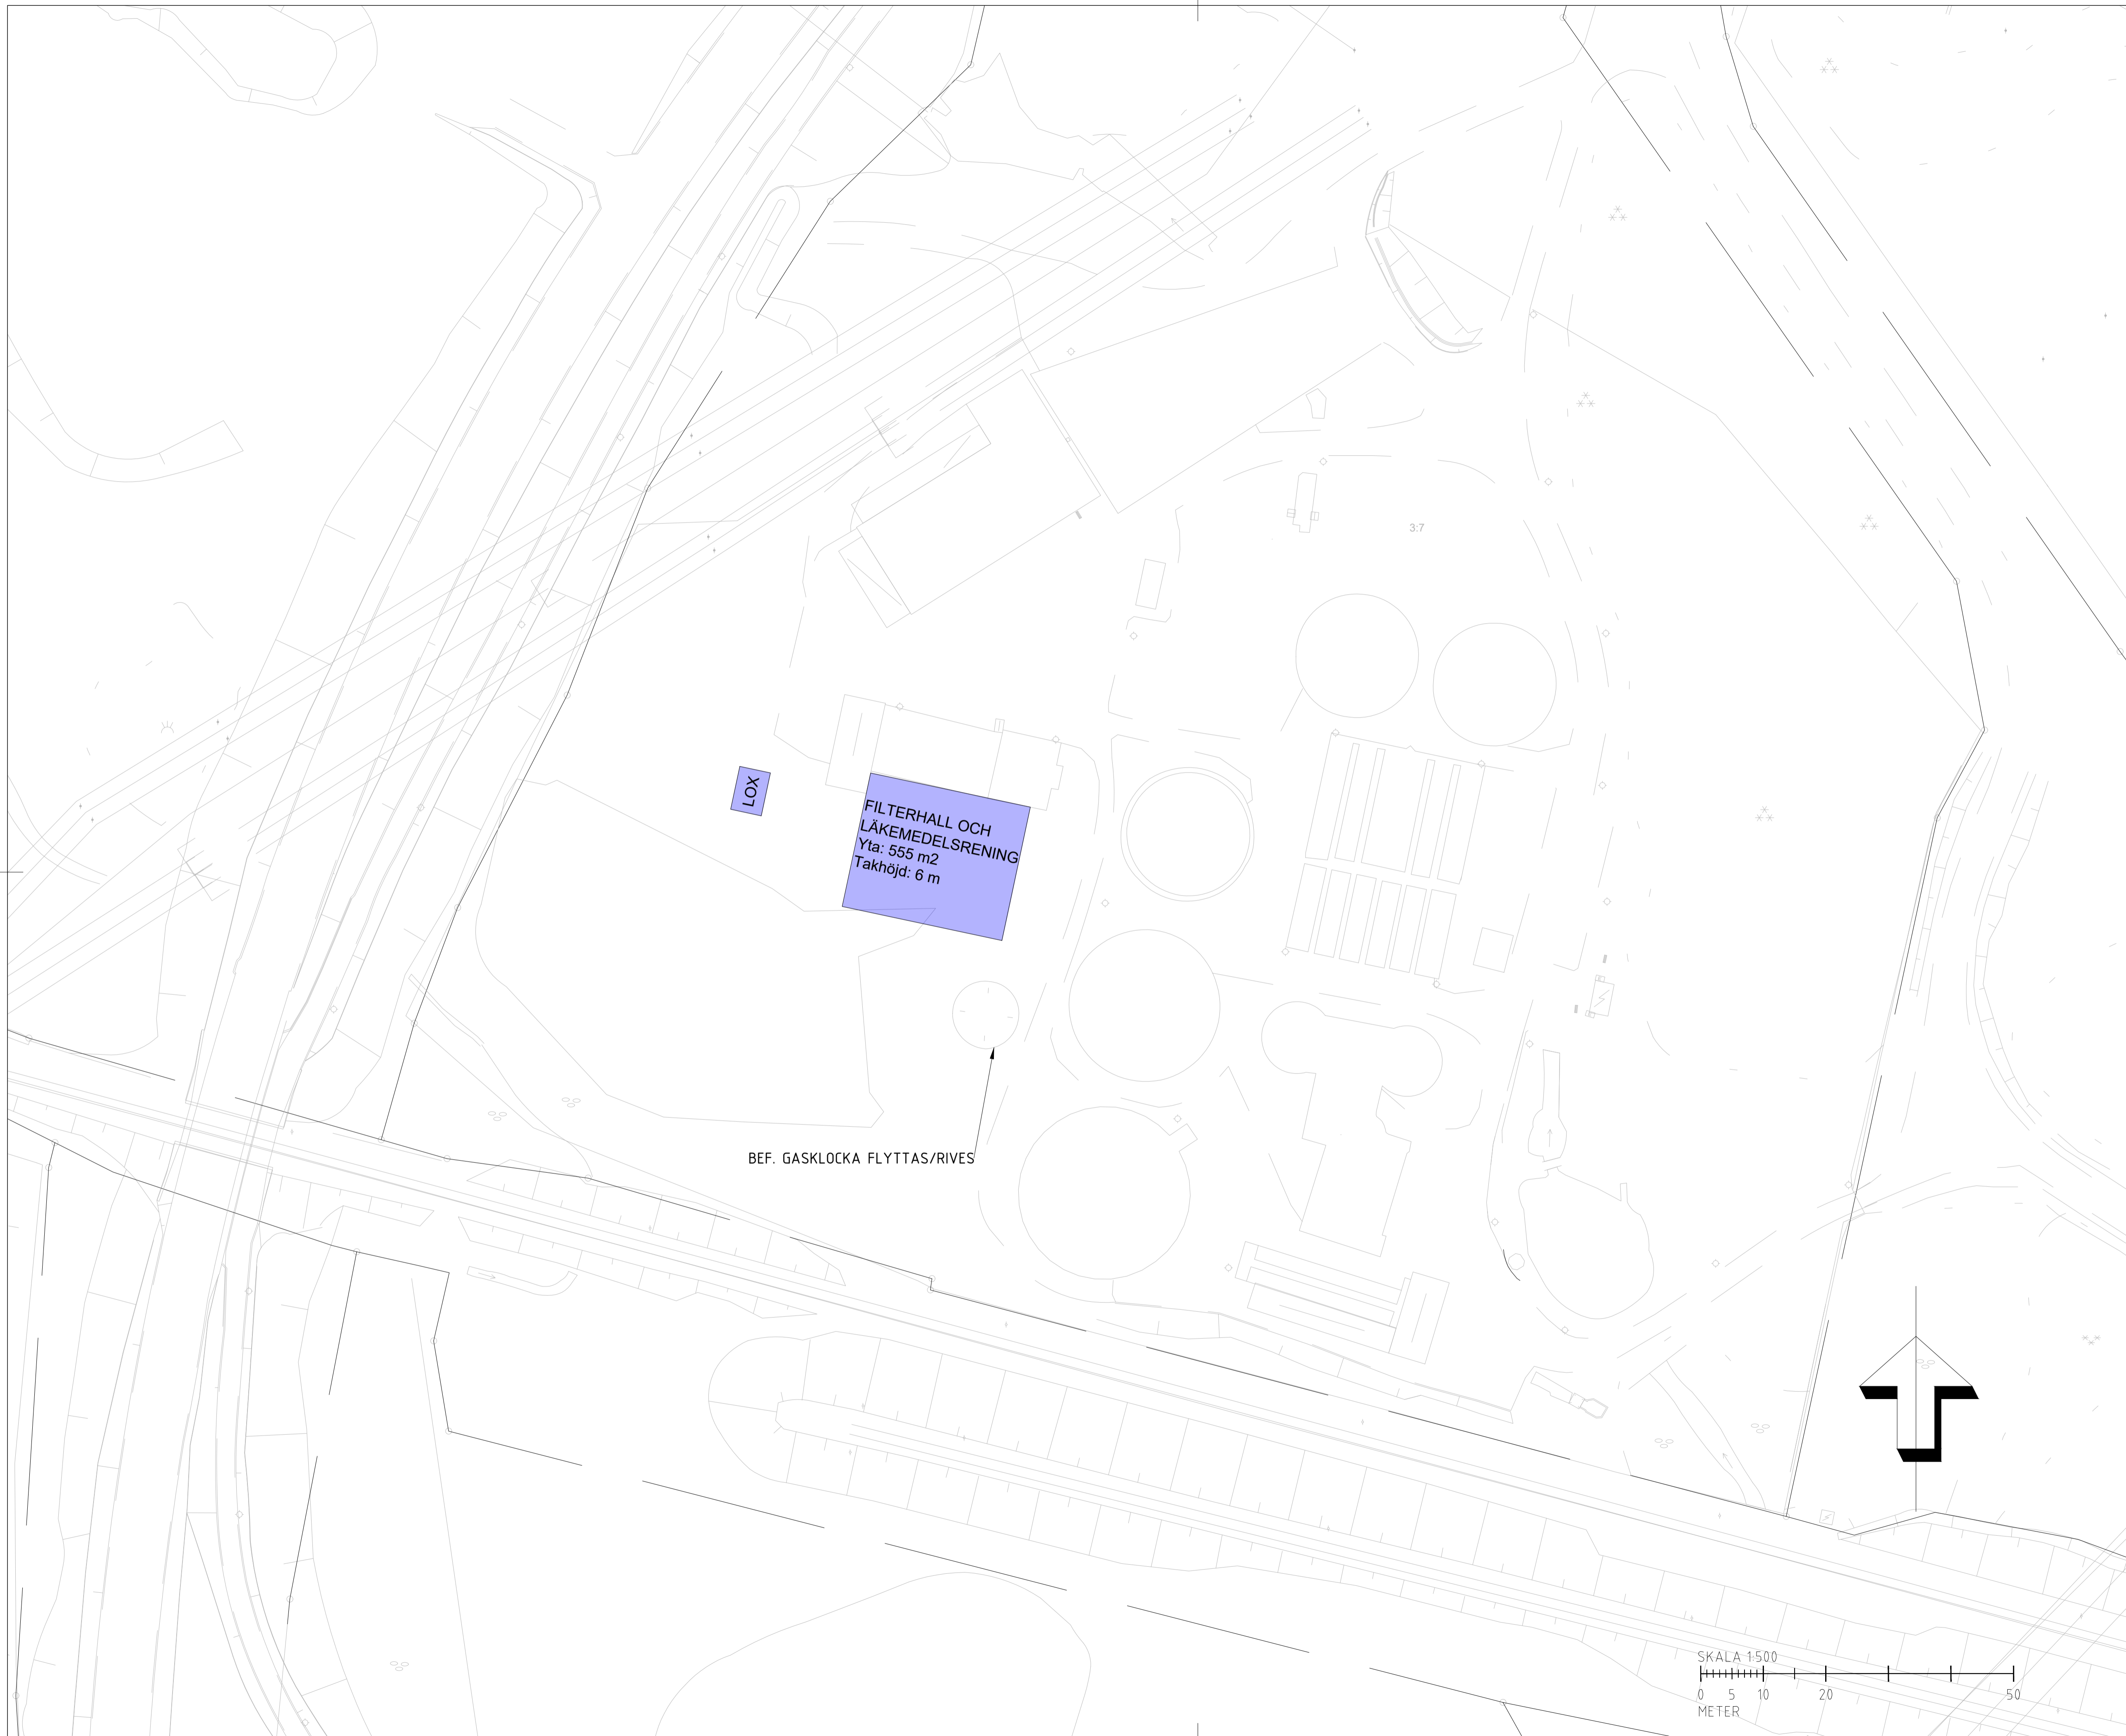 3:7
LOX
FILTERHALL OCH
LÄKEMEDELSRENING
Yta: 555 m2
Takhöjd: 6 m
BEF. GASKLOCKA FLYTTAS/RIVES
SKALA 1:500
0 5 10 20 50
METER